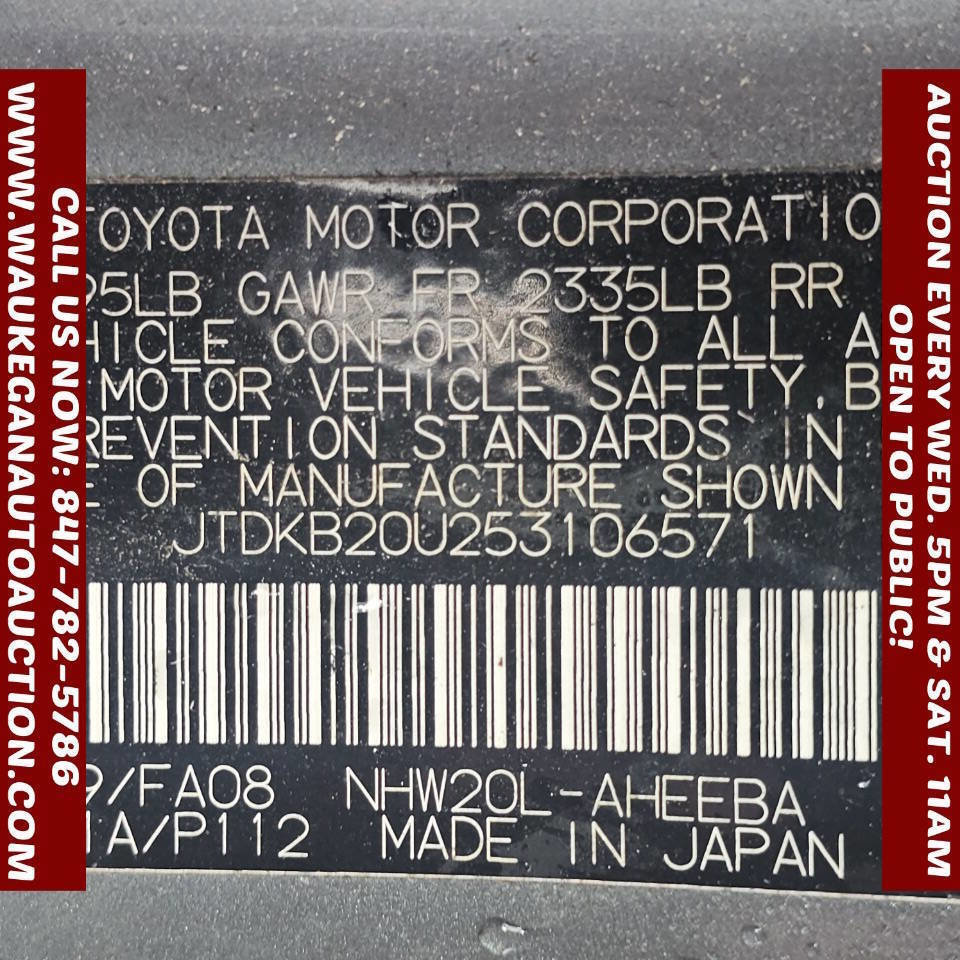 WWW.WAUKEGANAUTOAUCTION.COM
CALL US NOW: 847-782-5786
TOYOTA MOTOR CORPORATIO
95LB GAWR FR 2335LB RR
HICLE CONFORMS TO ALL A
MOTOR VEHICLE SAFETY, B
REVENTION STANDARDS IN
E OF MANUFACTURE SHOWN
JTDKB20U253106571
9/FA08 NHW20L-AHEEBA
1A/P112 MADE IN JAPAN
AUCTION EVERY WED. 5PM & SAT. 11AM
OPEN TO PUBLIC!